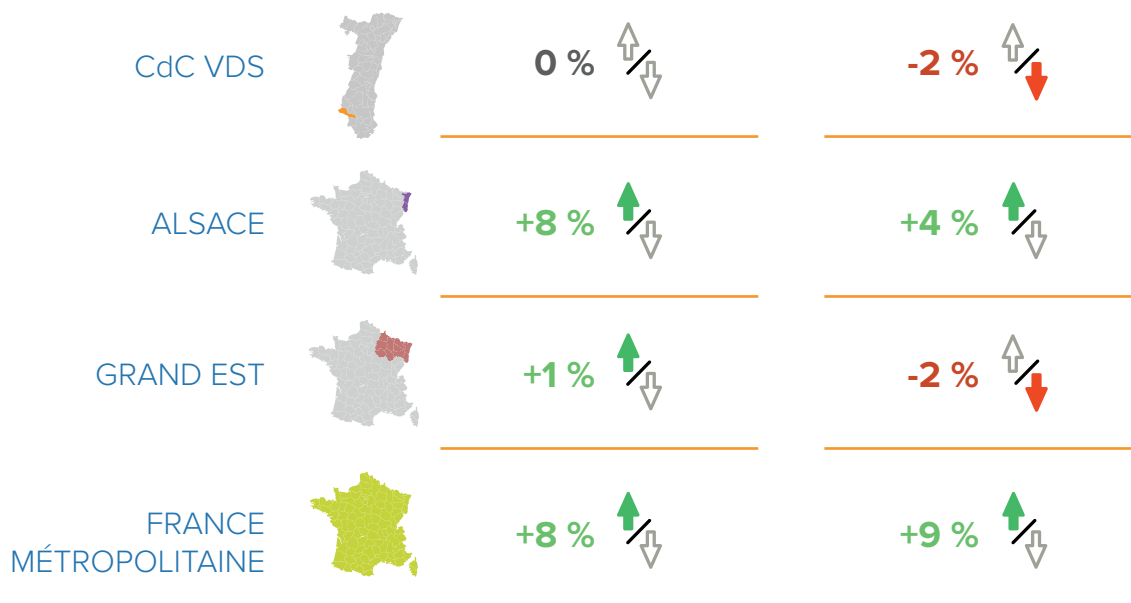 CdC VDS
0 %
-2 %
ALSACE
+8 %
+4 %
GRAND EST
+1 %
-2 %
FRANCE
MÉTROPOLITAINE
+8 %
+9 %